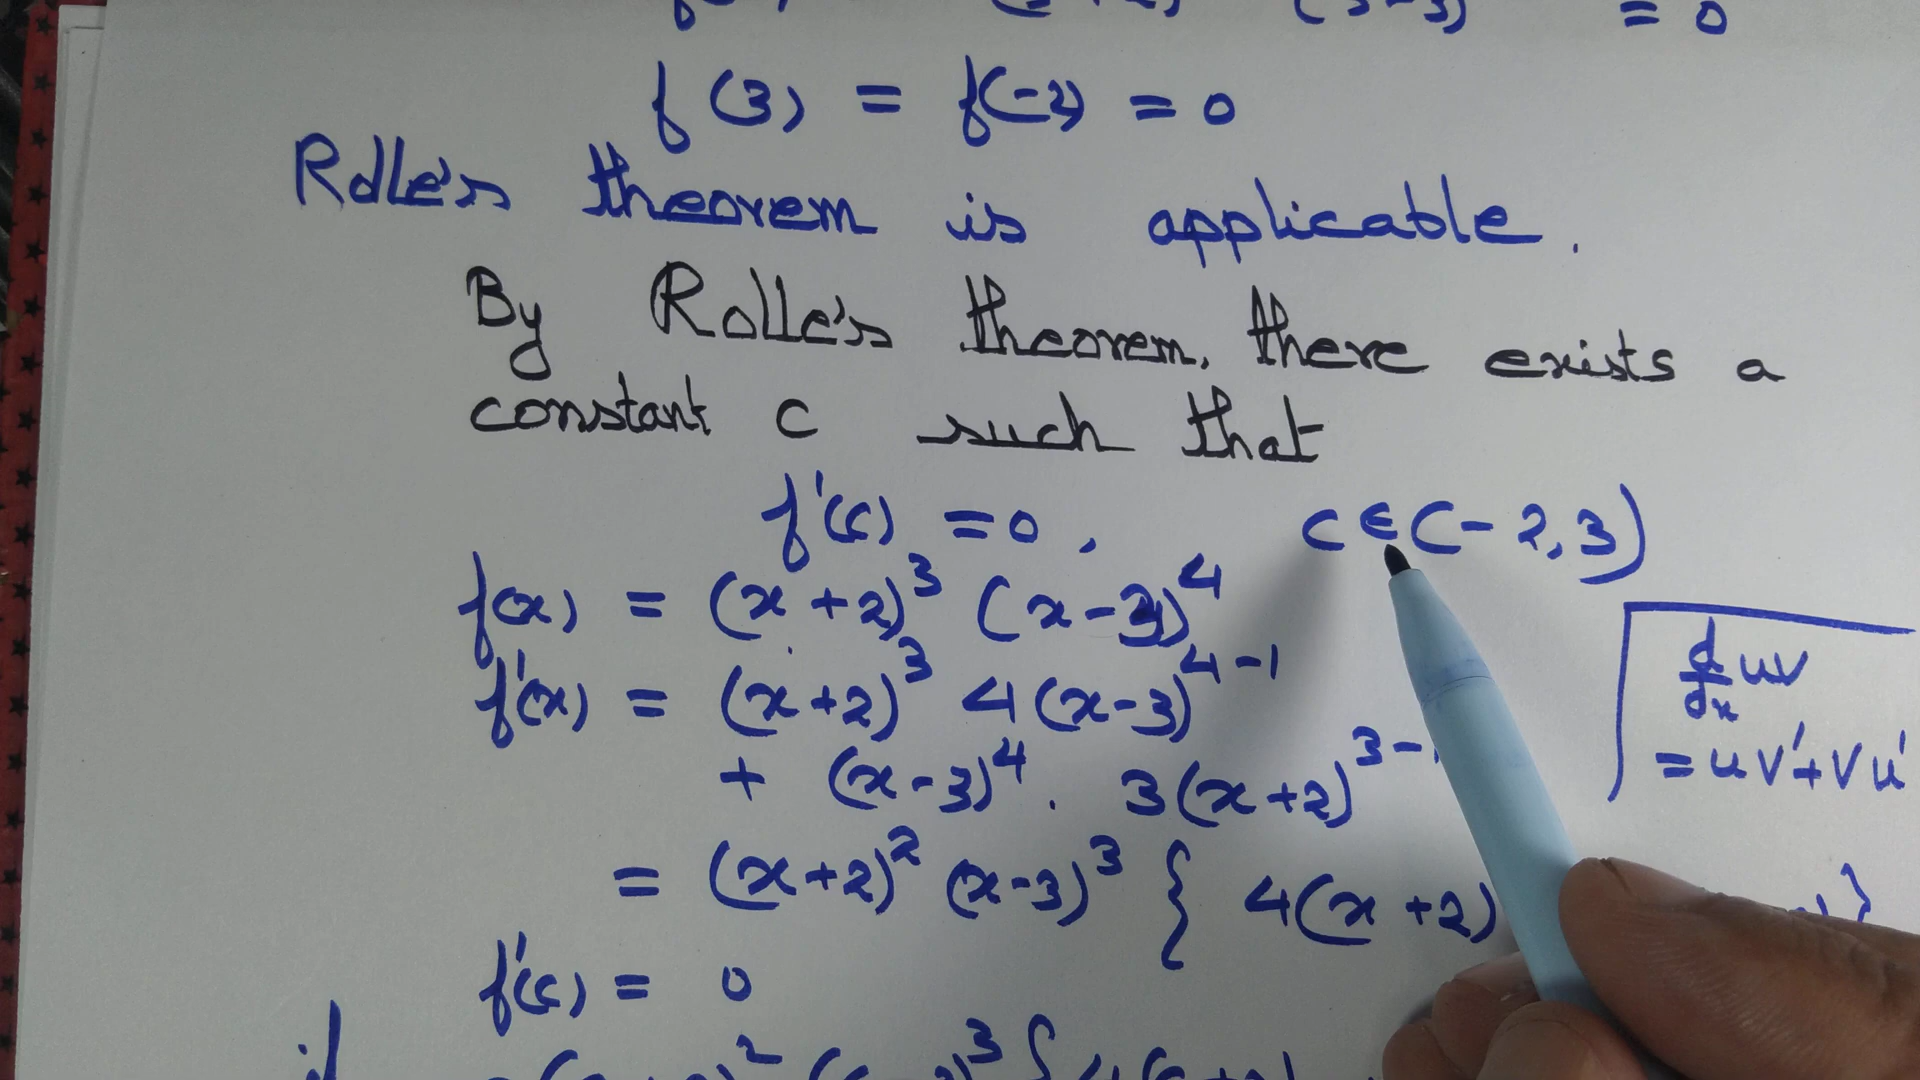 = 0
f(3) = f(-2) = 0
Rolle's theorem is applicable.
By Rolle's theorem, there exists a
constant c such that
f'(c) = 0, c ∈ (-2, 3)
f(x) = (x+2)^3 (x-3)^4
f'(x) = (x+2)^3 4(x-3)^{4-1}
+ (x-3)^4 . 3(x+2)^{3-
d/dx uv
= uv' + vu'
= (x+2)^2 (x-3)^3 { 4(x+2) }
f'(c) = 0